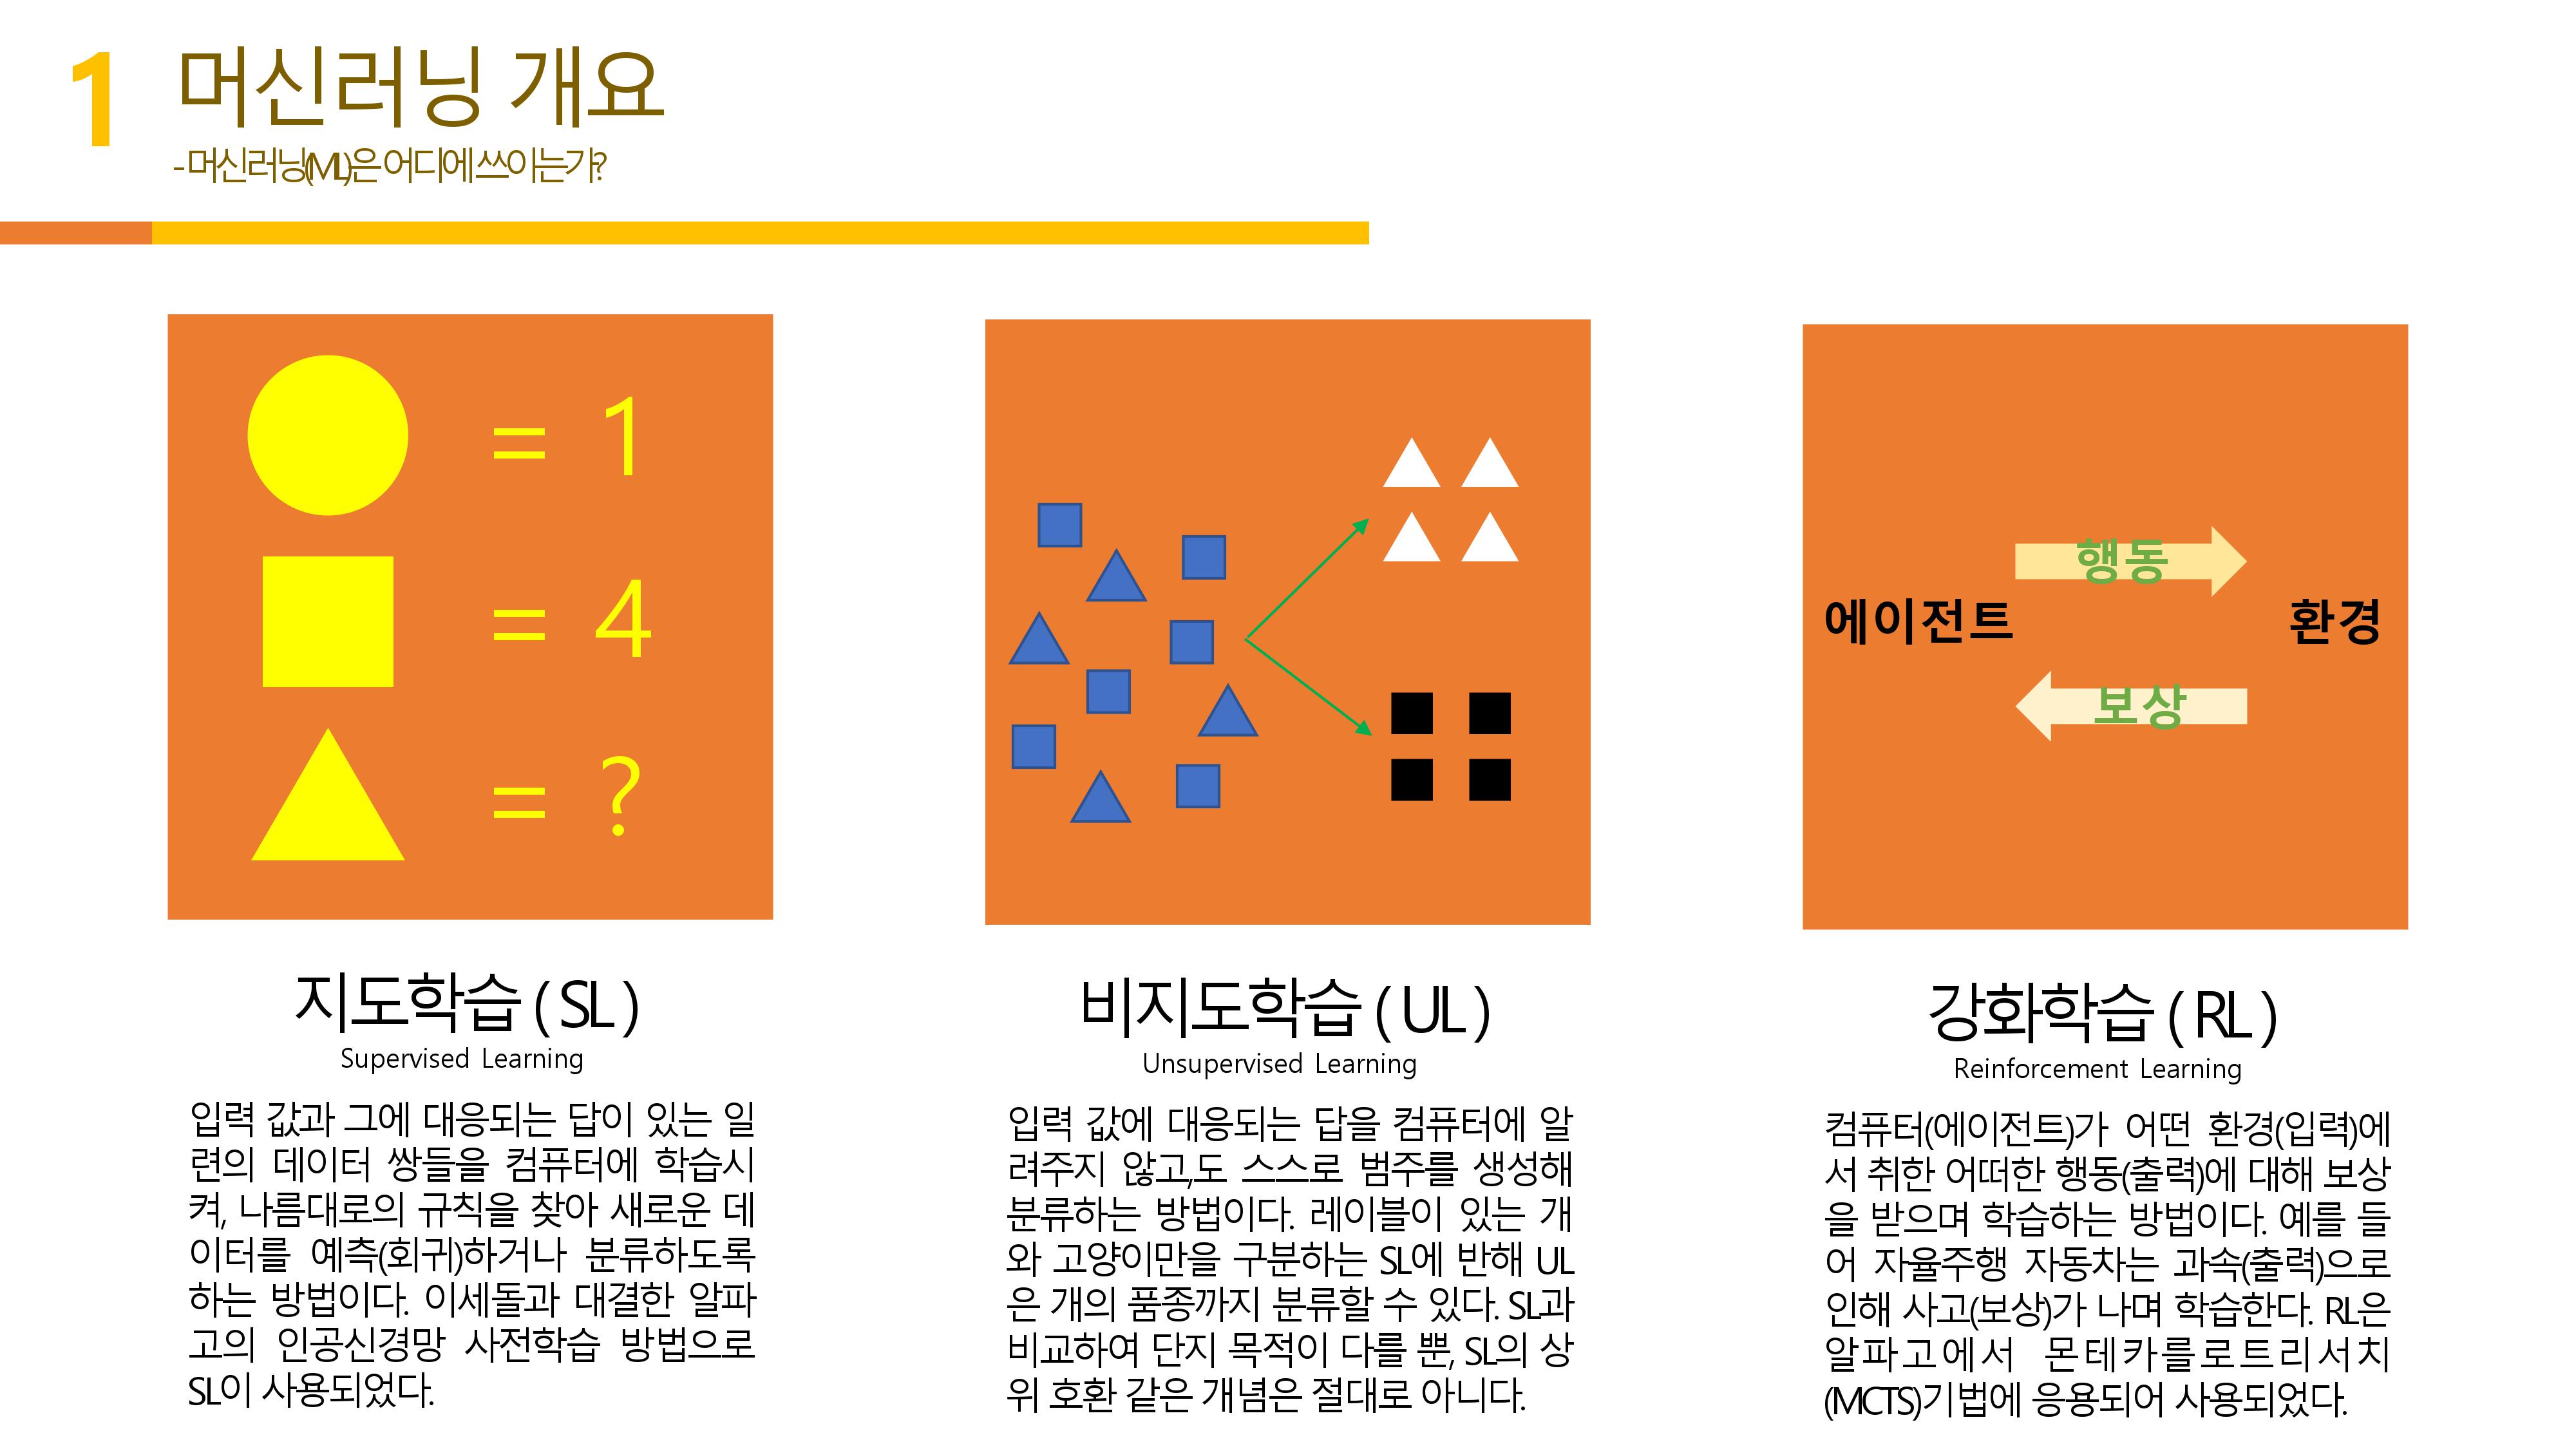 1
머신러닝 개요
- 머신러닝(ML)은 어디에 쓰이는가?
= 1
= 4
= ?
에이전트
행동
환경
보상
지도학습 ( SL )
Supervised Learning
입력 값과 그에 대응되는 답이 있는 일
련의 데이터 쌍들을 컴퓨터에 학습시
켜, 나름대로의 규칙을 찾아 새로운 데
이터를 예측(회귀)하거나 분류하도록
하는 방법이다. 이세돌과 대결한 알파
고의 인공신경망 사전학습 방법으로
SL이 사용되었다.
비지도학습 ( UL )
Unsupervised Learning
입력 값에 대응되는 답을 컴퓨터에 알
려주지 않고,도 스스로 범주를 생성해
분류하는 방법이다. 레이블이 있는 개
와 고양이만을 구분하는 SL에 반해 UL
은 개의 품종까지 분류할 수 있다. SL과
비교하여 단지 목적이 다를 뿐, SL의 상
위 호환 같은 개념은 절대로 아니다.
강화학습 ( RL )
Reinforcement Learning
컴퓨터(에이전트)가 어떤 환경(입력)에
서 취한 어떠한 행동(출력)에 대해 보상
을 받으며 학습하는 방법이다. 예를 들
어 자율주행 자동차는 과속(출력)으로
인해 사고(보상)가 나며 학습한다. RL은
알파고에서 몬테카를로트리서치
(MCTS)기법에 응용되어 사용되었다.